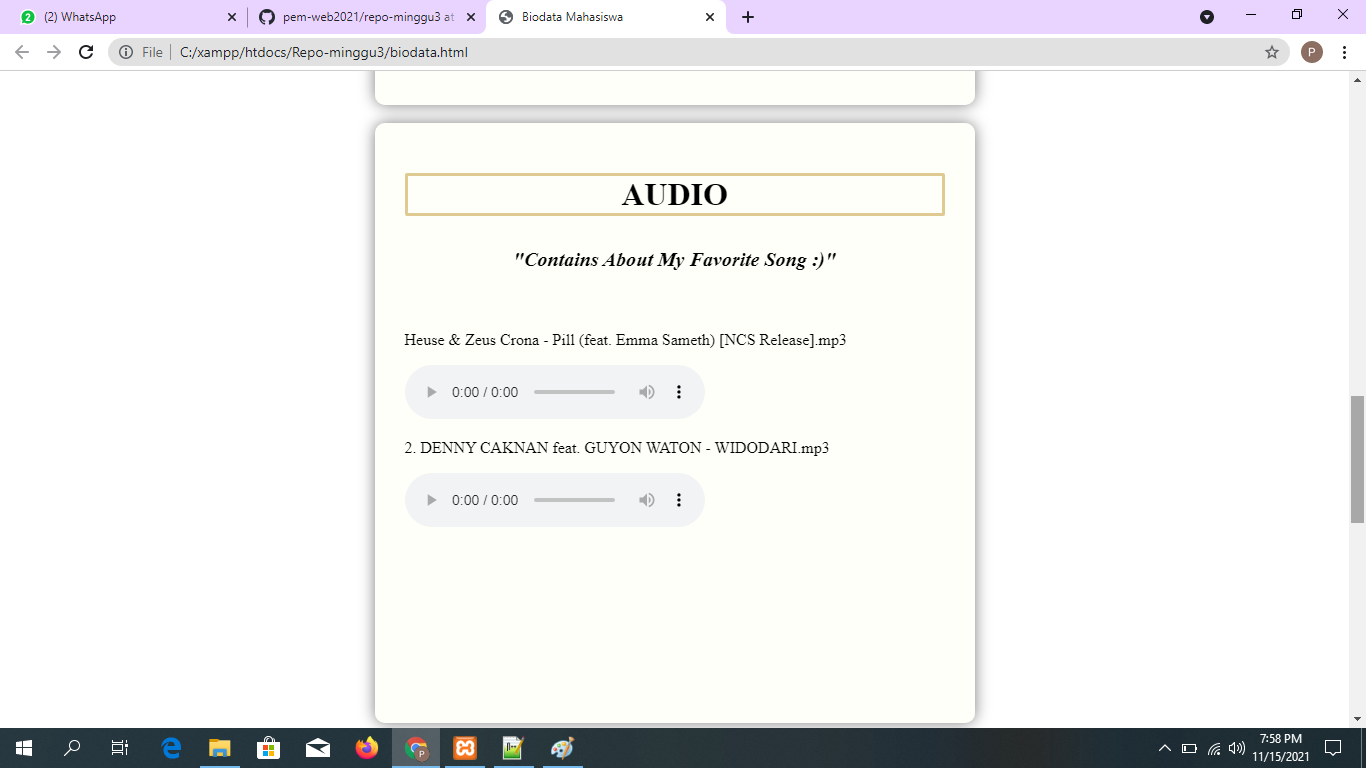 (2) WhatsApp
pem-web2021/repo-minggu3 at
Biodata Mahasiswa
File
C:/xampp/htdocs/Repo-minggu3/biodata.html
P
AUDIO
"Contains About My Favorite Song :)"
Heuse & Zeus Crona - Pill (feat. Emma Sameth) [NCS Release].mp3
0:00 / 0:00
2. DENNY CAKNAN feat. GUYON WATON - WIDODARI.mp3
0:00 / 0:00
7:58 PM
11/15/2021